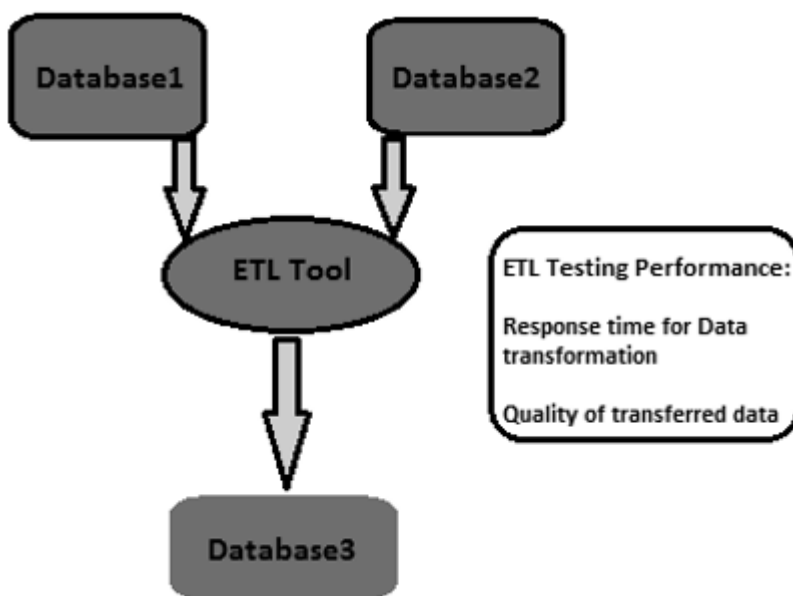 Database1
Database2
ETL Tool
ETL Testing Performance:
Response time for Data
transformation
Quality of transferred data
Database3